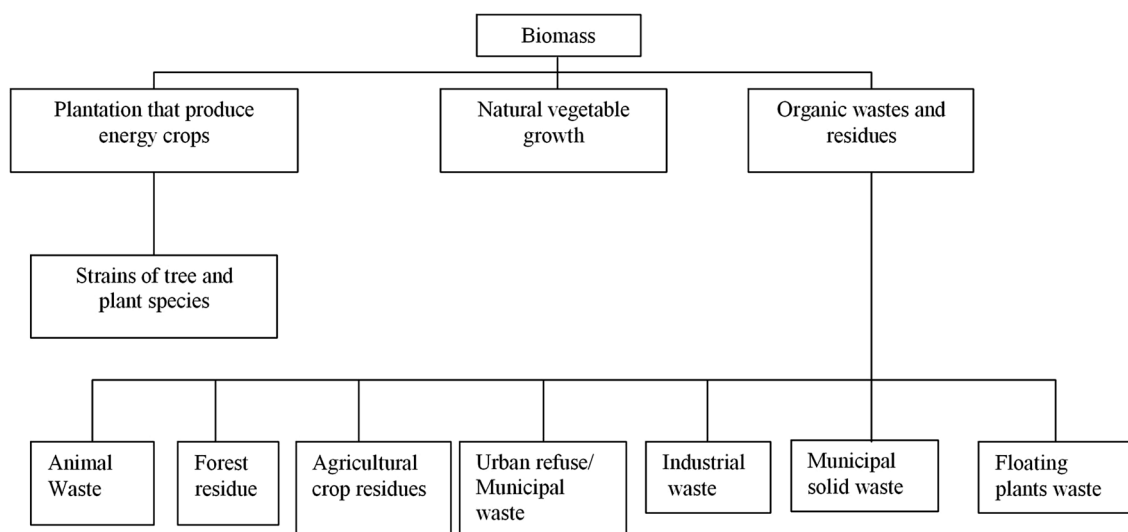 Biomass
Plantation that produce
energy crops
Natural vegetable
growth
Organic wastes and
residues
Strains of tree and
plant species
Animal
Waste
Forest
residue
Agricultural
crop residues
Urban refuse/
Municipal
waste
Industrial
waste
Municipal
solid waste
Floating
plants waste